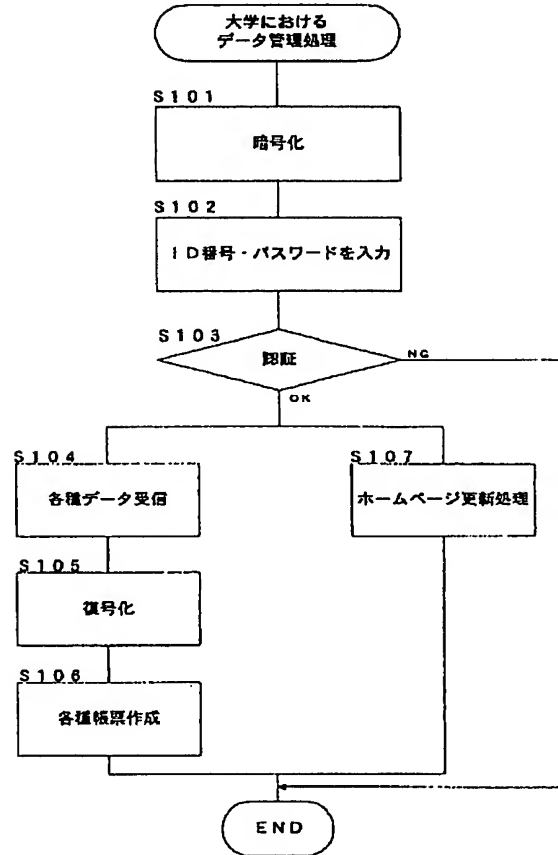 大学における
データ管理処理
S101
暗号化
S102
ID番号・パスワードを入力
S103
認証
NG
OK
S104
各種データ受信
S105
復号化
S106
各種帳票作成
S107
ホームページ更新処理
END